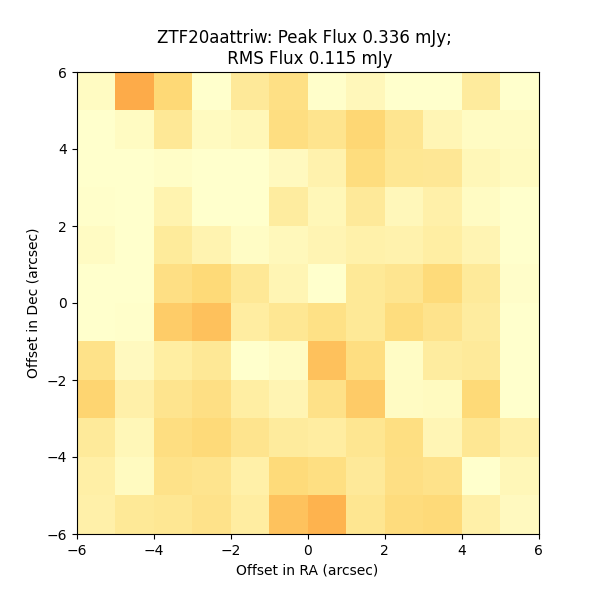 ZTF20aattriw: Peak Flux 0.336 mJy;
RMS Flux 0.115 mJy
6
4
2
0
−2
−4
−6
Offset in Dec (arcsec)
−6 −4 −2 0 2 4 6
Offset in RA (arcsec)